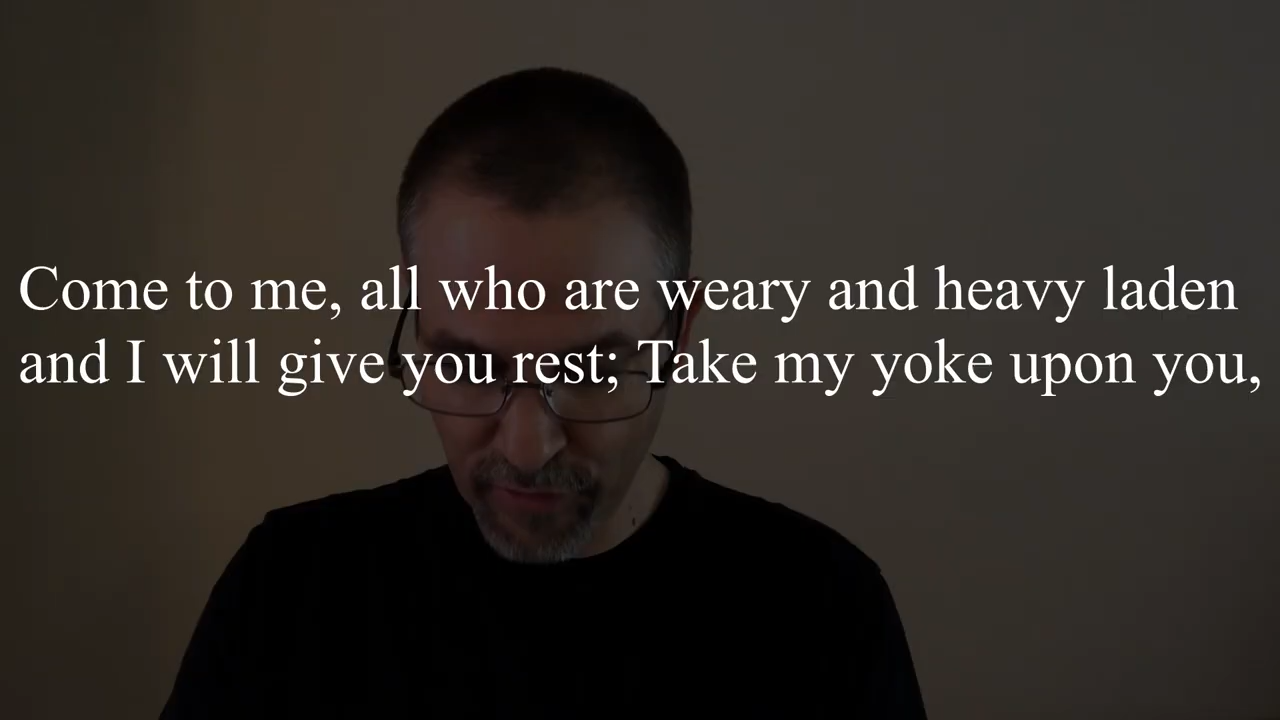 Come to me, all who are weary and heavy laden
and I will give you rest; Take my yoke upon you,